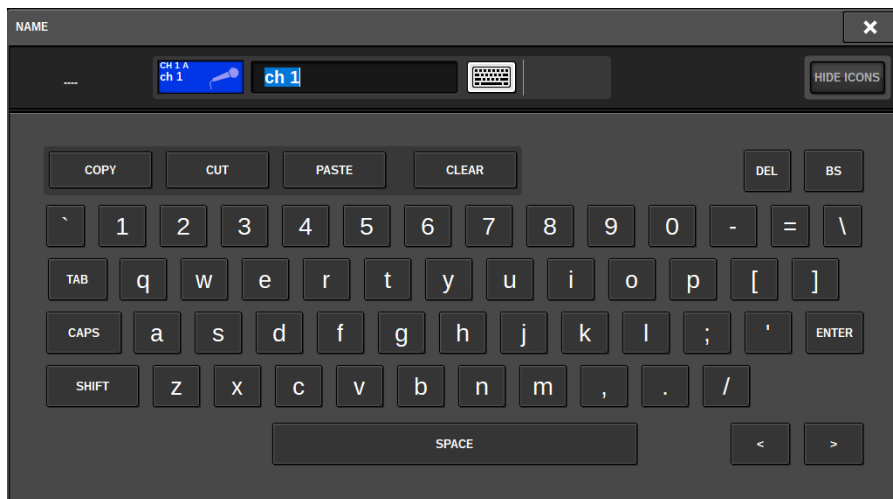 NAME
----
CH 1 A
ch 1
ch 1
HIDE ICONS
COPY CUT PASTE CLEAR DEL BS
` 1 2 3 4 5 6 7 8 9 0 - = \
TAB q w e r t y u i o p [ ]
CAPS a s d f g h j k l ; ' ENTER
SHIFT z x c v b n m , . /
SPACE < >